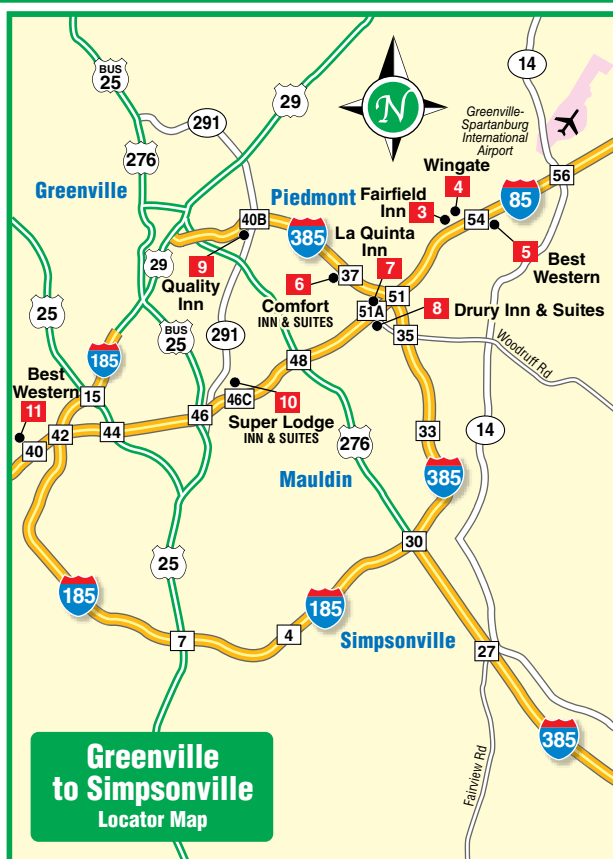 14
BUS
25
29
291
N
Greenville-
Spartanburg
International
Airport
276
Wingate
4
56
Greenville
Piedmont
Fairfield
Inn
3
85
40B
54
385
La Quinta
Inn
5
Best
Western
29
9
Quality
Inn
7
6
37
51
Comfort
INN & SUITES
51A
8
Drury Inn & Suites
25
BUS
25
291
35
Woodruff Rd
185
48
Best
Western
11
15
46C
10
46
Super Lodge
INN & SUITES
42
44
33
14
40
276
Mauldin
385
30
25
185
185
7
4
Simpsonville
27
385
Fairview Rd
Greenville
to Simpsonville
Locator Map